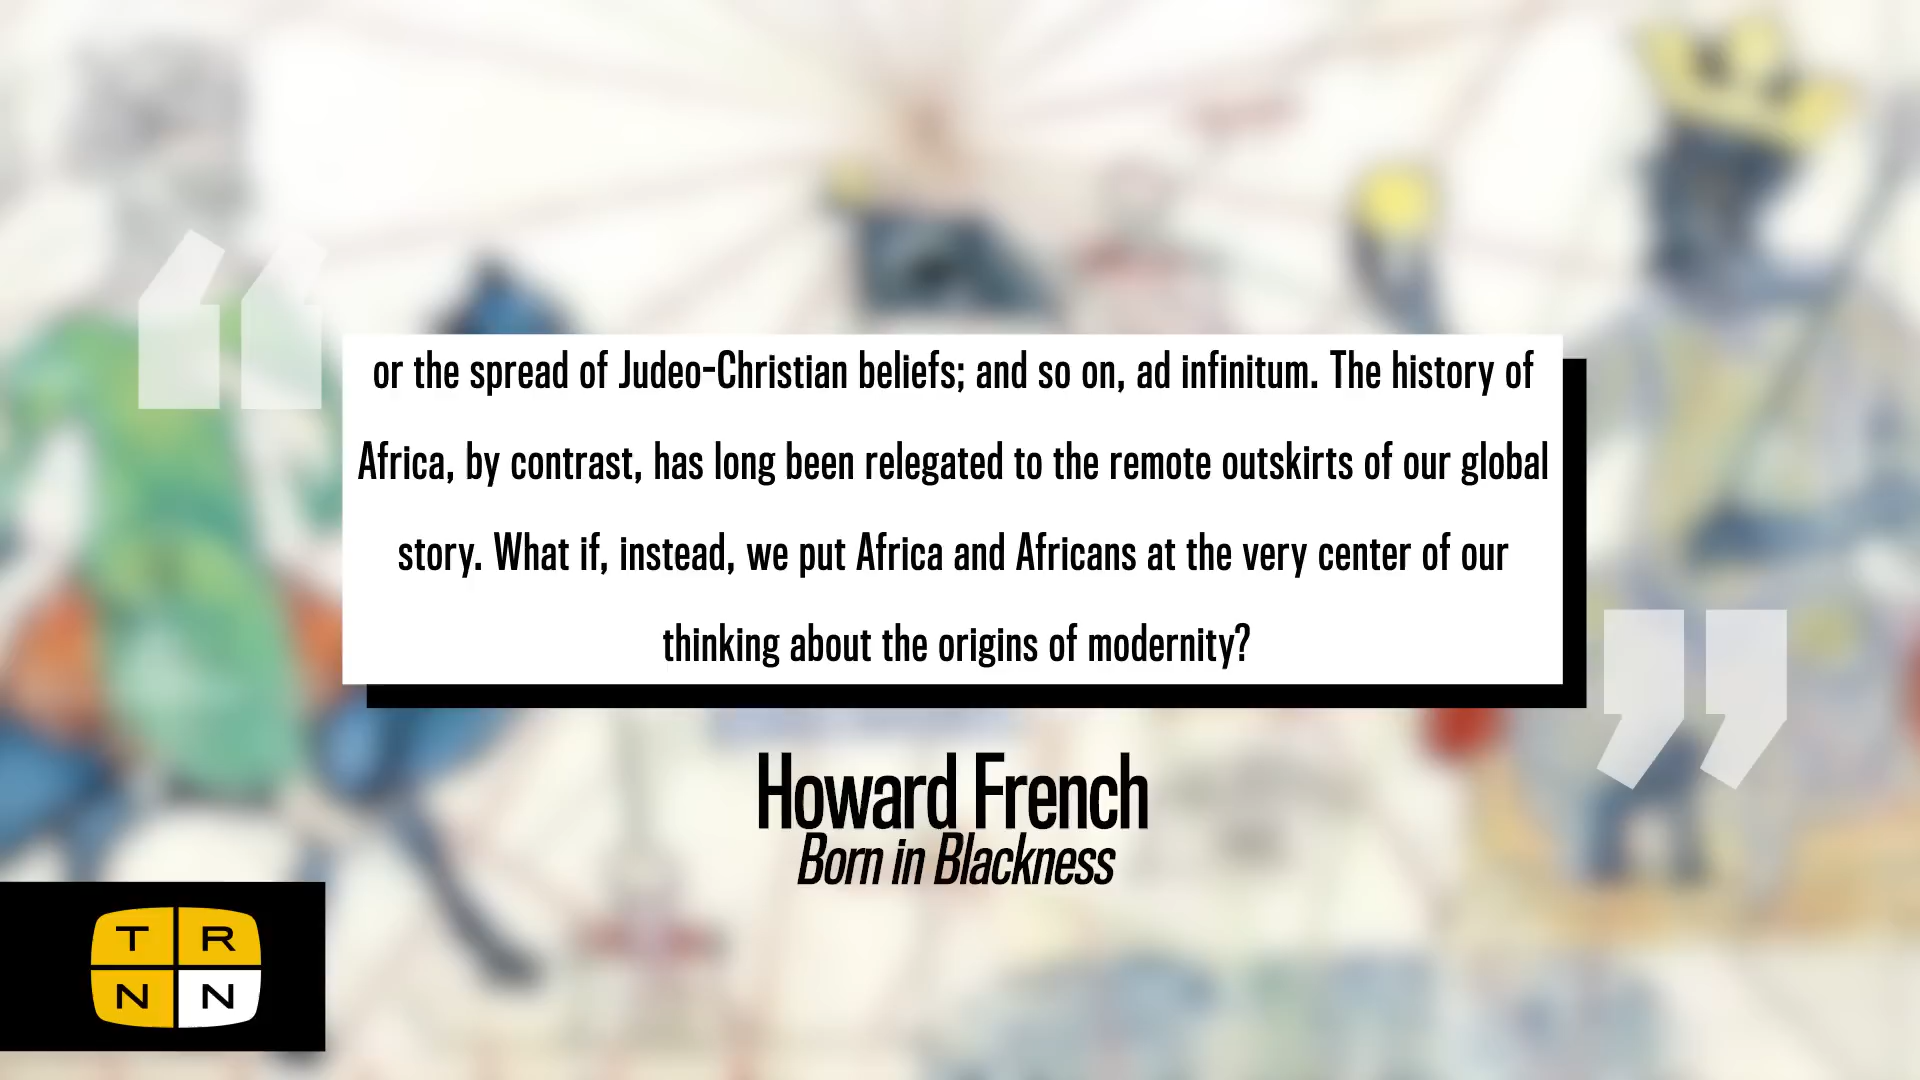 or the spread of Judeo-Christian beliefs; and so on, ad infinitum. The history of
Africa, by contrast, has long been relegated to the remote outskirts of our global
story. What if, instead, we put Africa and Africans at the very center of our
thinking about the origins of modernity?
Howard French
Born in Blackness
T R
N N